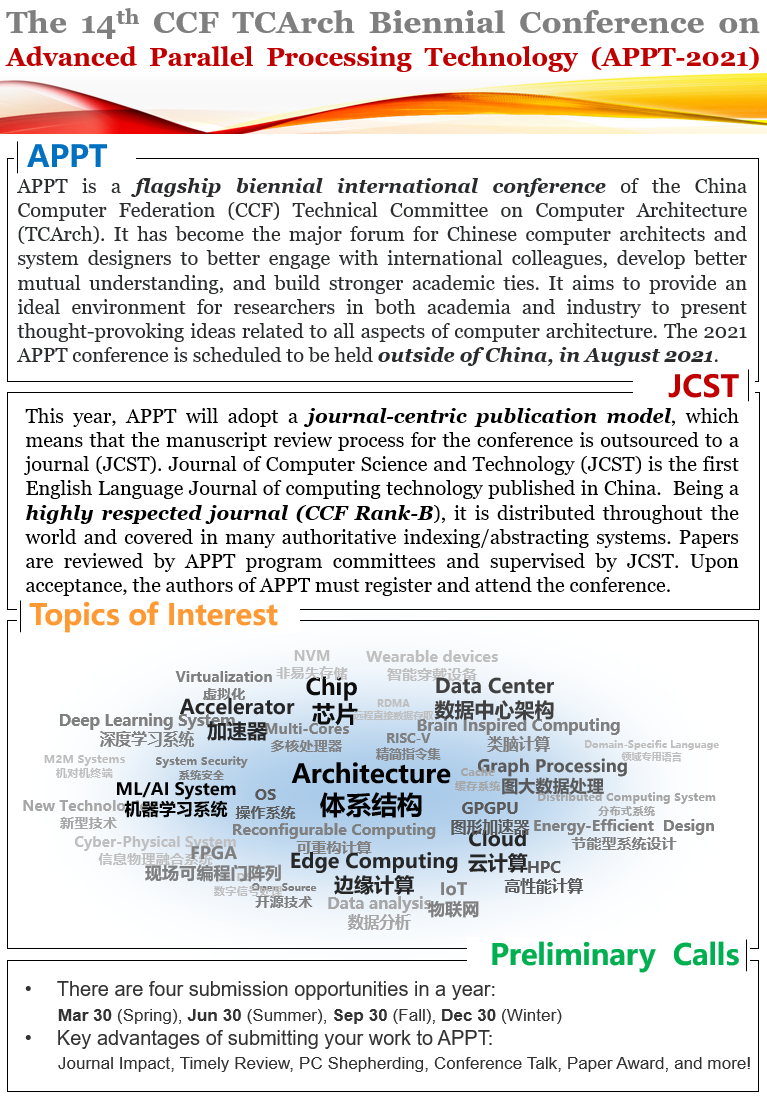 The 14th CCF TCArch Biennial Conference on
Advanced Parallel Processing Technology (APPT-2021)
APPT
APPT is a flagship biennial international conference of the China
Computer Federation (CCF) Technical Committee on Computer Architecture
(TCArch). It has become the major forum for Chinese computer architects and
system designers to better engage with international colleagues, develop better
mutual understanding, and build stronger academic ties. It aims to provide an
ideal environment for researchers in both academia and industry to present
thought-provoking ideas related to all aspects of computer architecture. The 2021
APPT conference is scheduled to be held outside of China, in August 2021.
JCST
This year, APPT will adopt a journal-centric publication model, which
means that the manuscript review process for the conference is outsourced to a
journal (JCST). Journal of Computer Science and Technology (JCST) is the first
English Language Journal of computing technology published in China. Being a
highly respected journal (CCF Rank-B), it is distributed throughout the
world and covered in many authoritative indexing/abstracting systems. Papers
are reviewed by APPT program committees and supervised by JCST. Upon
acceptance, the authors of APPT must register and attend the conference.
Topics of Interest
NVM
非易失存储
Wearable devices
智能穿戴设备
Virtualization
虚拟化
Chip
芯片
Data Center
数据中心架构
Accelerator
加速器
RDMA
远程直接数据存取
Deep Learning System
深度学习系统
Multi-Cores
多核处理器
Brain Inspired Computing
类脑计算
RISC-V
精简指令集
Domain-Specific Language
领域专用语言
M2M Systems
机对机终端
System Security
系统安全
Architecture
体系结构
Cache
缓存系统
Graph Processing
图大数据处理
ML/AI System
机器学习系统
OS
操作系统
Distributed Computing System
分布式系统
New Technolo
新型技术
GPGPU
图形加速器
Reconfigurable Computing
可重构计算
Energy-Efficient Design
节能型系统设计
Cyber-Physical System
信息物理融合系统
Cloud
云计算
FPGA
现场可编程门阵列
Edge Computing
边缘计算
HPC
高性能计算
数字信号处理
Open Source
开源技术
IoT
物联网
Data analysis
数据分析
Preliminary Calls
• There are four submission opportunities in a year:
Mar 30 (Spring), Jun 30 (Summer), Sep 30 (Fall), Dec 30 (Winter)
• Key advantages of submitting your work to APPT:
Journal Impact, Timely Review, PC Shepherding, Conference Talk, Paper Award, and more!